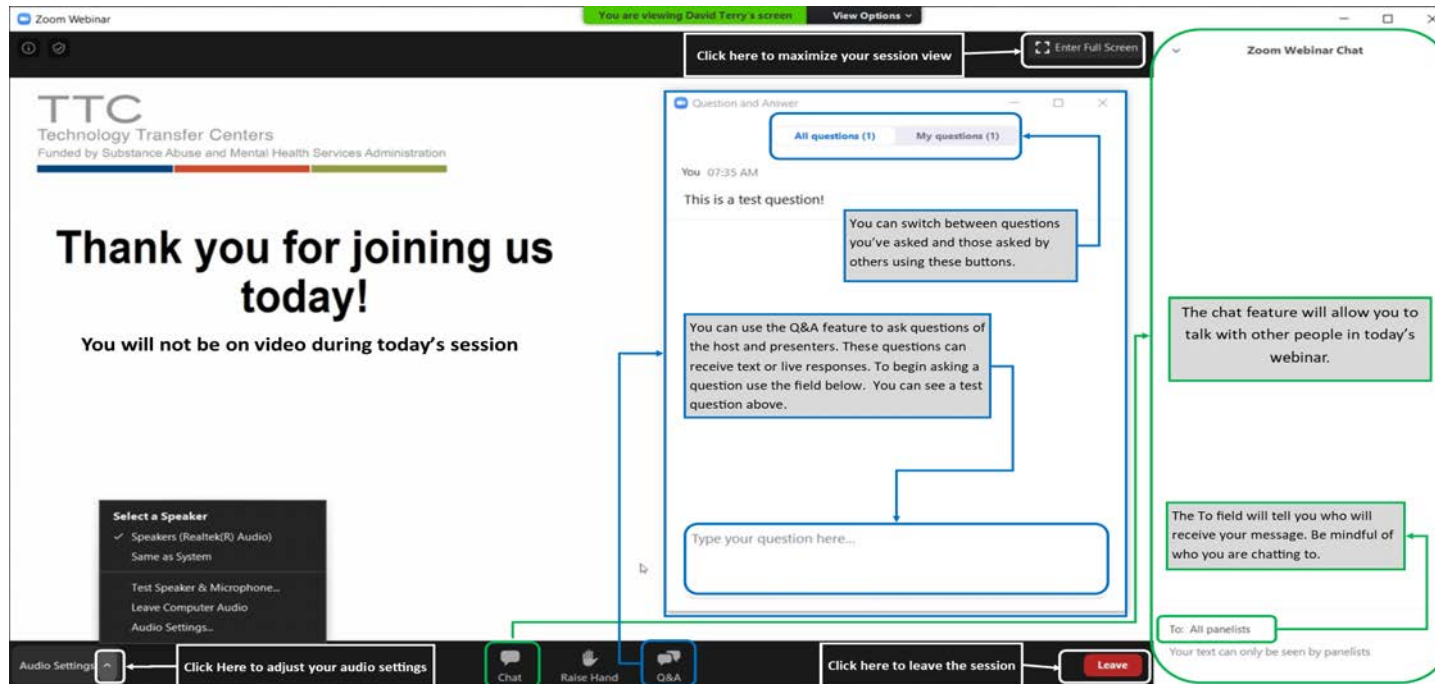 Zoom Webinar
You are viewing David Terry's screen
View Options
Click here to maximize your session view
Enter Full Screen
Zoom Webinar Chat
TTC
Technology Transfer Centers
Funded by Substance Abuse and Mental Health Services Administration
Thank you for joining us
today!
You will not be on video during today's session
Question and Answer
All questions (1)
My questions (1)
You 07:35 AM
This is a test question!
You can switch between questions
you've asked and those asked by
others using these buttons.
You can use the Q&A feature to ask questions of
the host and presenters. These questions can
receive text or live responses. To begin asking a
question use the field below. You can see a test
question above.
Type your question here...
The chat feature will allow you to
talk with other people in today's
webinar.
The To field will tell you who will
receive your message. Be mindful of
who you are chatting to.
To: All panelists
Your text can only be seen by panelists
Select a Speaker
Speakers (Realtek(R) Audio)
Same as System
Test Speaker & Microphone...
Leave Computer Audio
Audio Settings...
Audio Settings
Click Here to adjust your audio settings
Chat
Raise Hand
Q&A
Click here to leave the session
Leave